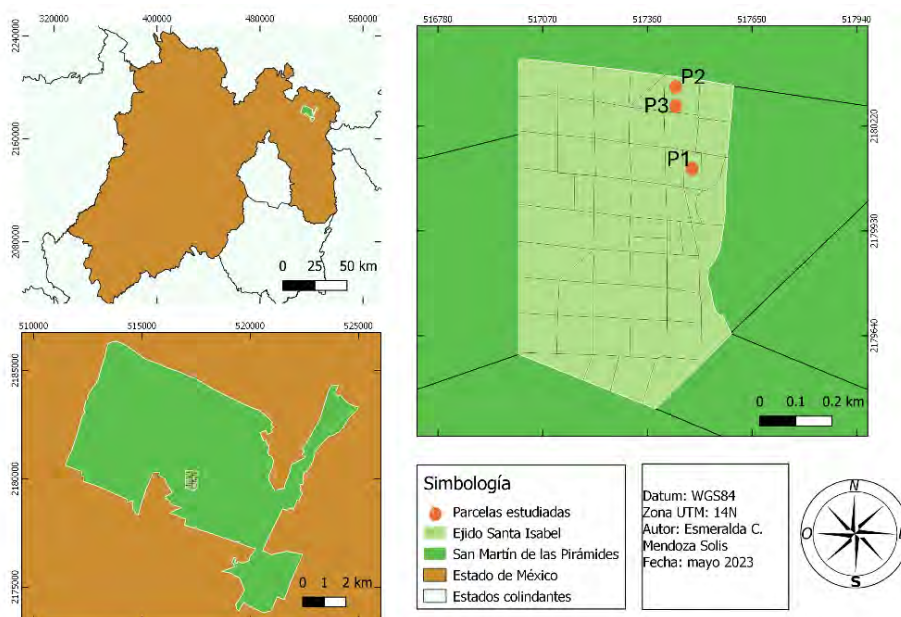 320000 400000 480000 560000
2240000
2160000
2080000
0 25 50 km
510000 515000 520000 525000
2185000
2180000
2175000
0 1 2 km
516780 517070 517360 517650 517940
2180220
2179930
2179640
P2
P3
P1
0 0.1 0.2 km
Simbología
Parcelas estudiadas
Ejido Santa Isabel
San Martín de las Pirámides
Estado de México
Estados colindantes
Datum: WGS84
Zona UTM: 14N
Autor: Esmeralda C.
Mendoza Solis
Fecha: mayo 2023
N
O
S